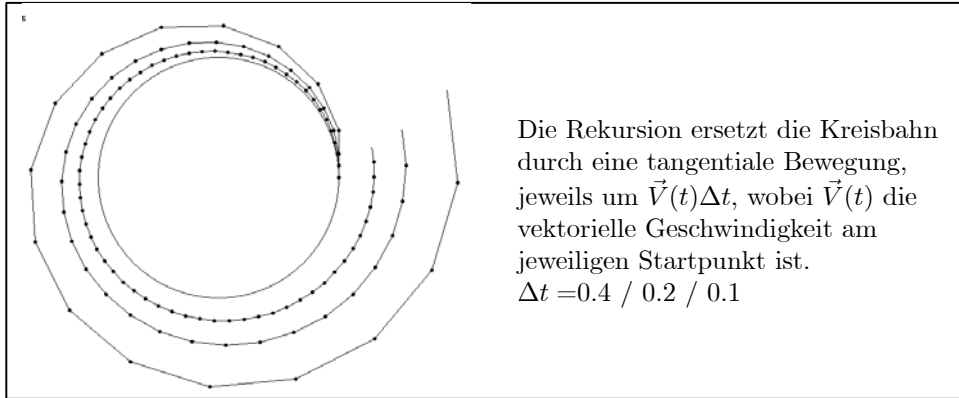 Die Rekursion ersetzt die Kreisbahn
durch eine tangentiale Bewegung,
jeweils um $\vec{V}(t)\Delta t$, wobei $\vec{V}(t)$ die
vektorielle Geschwindigkeit am
jeweiligen Startpunkt ist.
$\Delta t$ =0.4 / 0.2 / 0.1